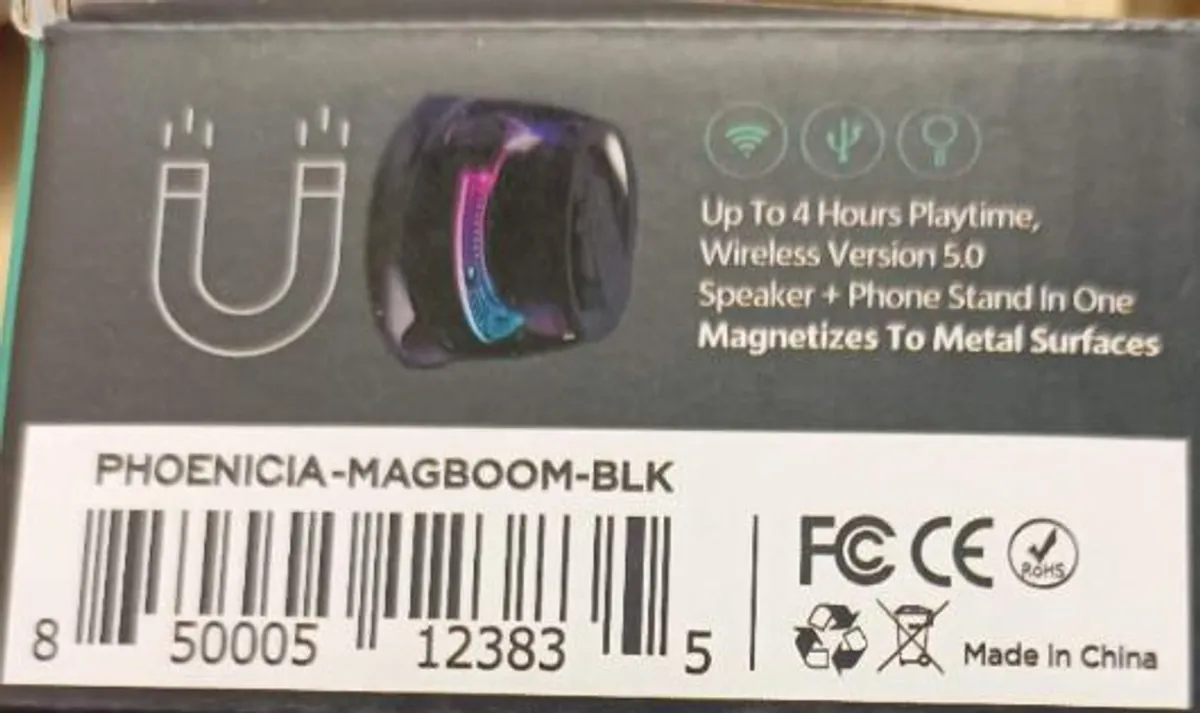 Up To 4 Hours Playtime,
Wireless Version 5.0
Speaker + Phone Stand In One
Magnetizes To Metal Surfaces
PHOENICIA-MAGBOOM-BLK
8 50005 12383 5
FC CE RoHS
Made In China